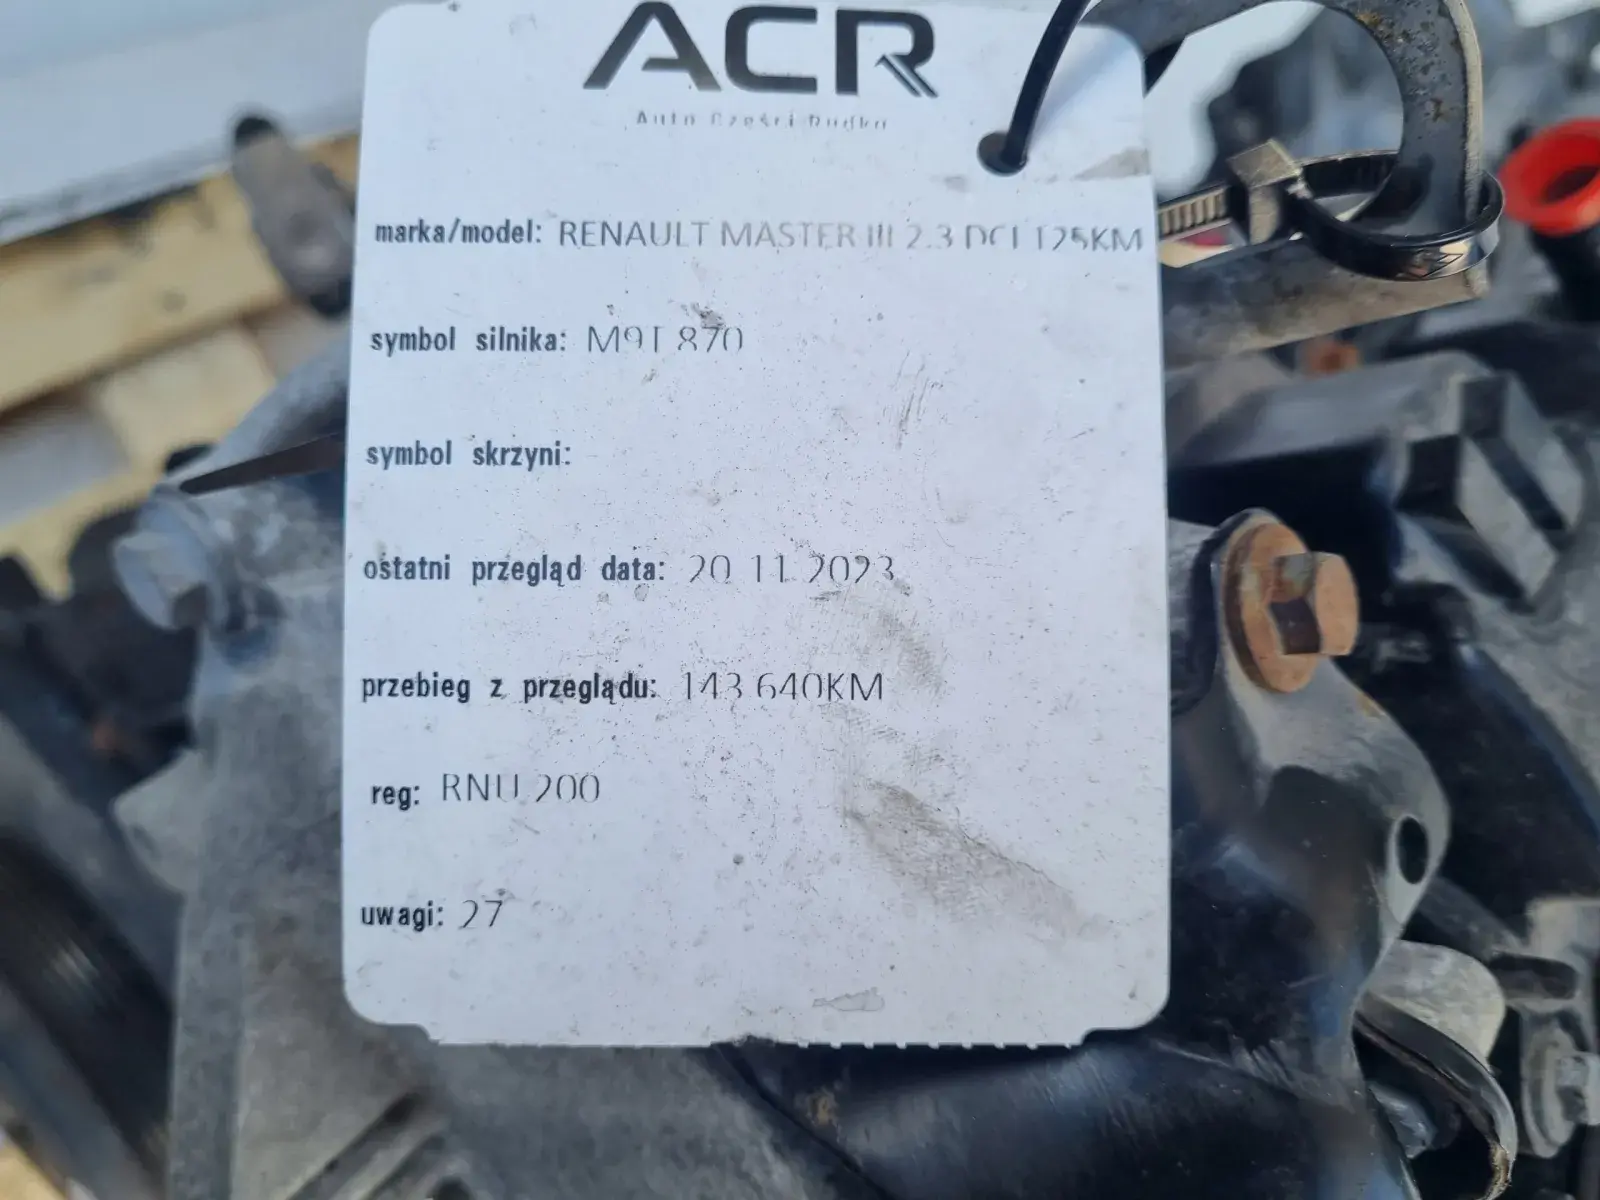 ACR
Auto Części Rudka
marka/model: RENAULT MASTER III 2.3 DCI 125KM
symbol silnika: M9T 870
symbol skrzyni:
ostatni przegląd data: 20.11.2023
przebieg z przeglądu: 143 640KM
reg: RNU 200
uwagi: 27